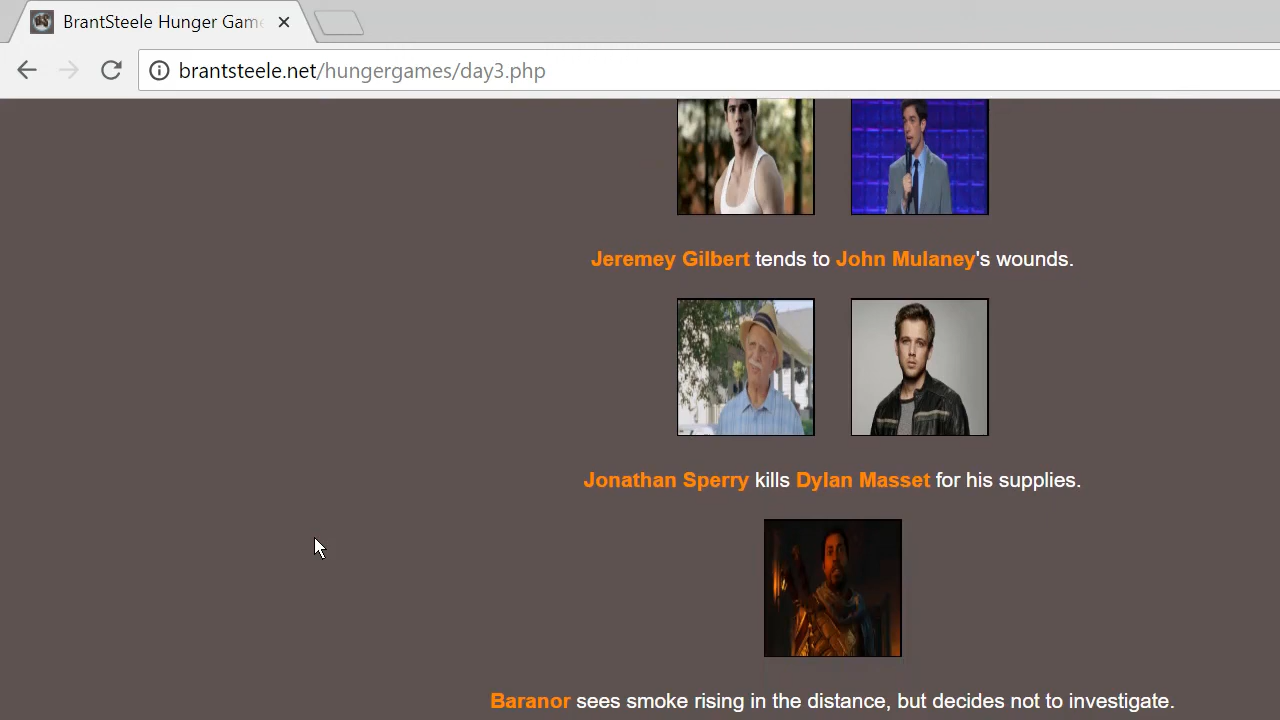 BrantSteele Hunger Game
brantsteele.net/hungergames/day3.php
Jeremey Gilbert tends to John Mulaney's wounds.
Jonathan Sperry kills Dylan Masset for his supplies.
Baranor sees smoke rising in the distance, but decides not to investigate.